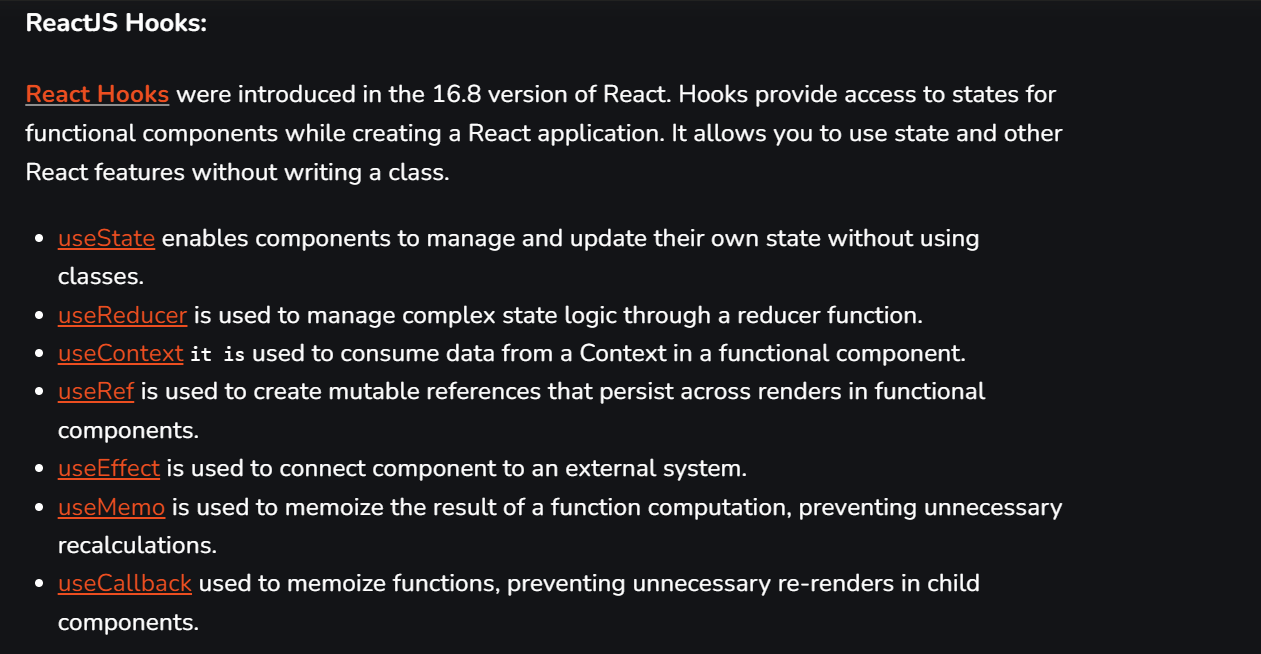 ReactJS Hooks:
React Hooks were introduced in the 16.8 version of React. Hooks provide access to states for
functional components while creating a React application. It allows you to use state and other
React features without writing a class.
• useState enables components to manage and update their own state without using
classes.
• useReducer is used to manage complex state logic through a reducer function.
• useContext it is used to consume data from a Context in a functional component.
• useRef is used to create mutable references that persist across renders in functional
components.
• useEffect is used to connect component to an external system.
• useMemo is used to memoize the result of a function computation, preventing unnecessary
recalculations.
• useCallback used to memoize functions, preventing unnecessary re-renders in child
components.